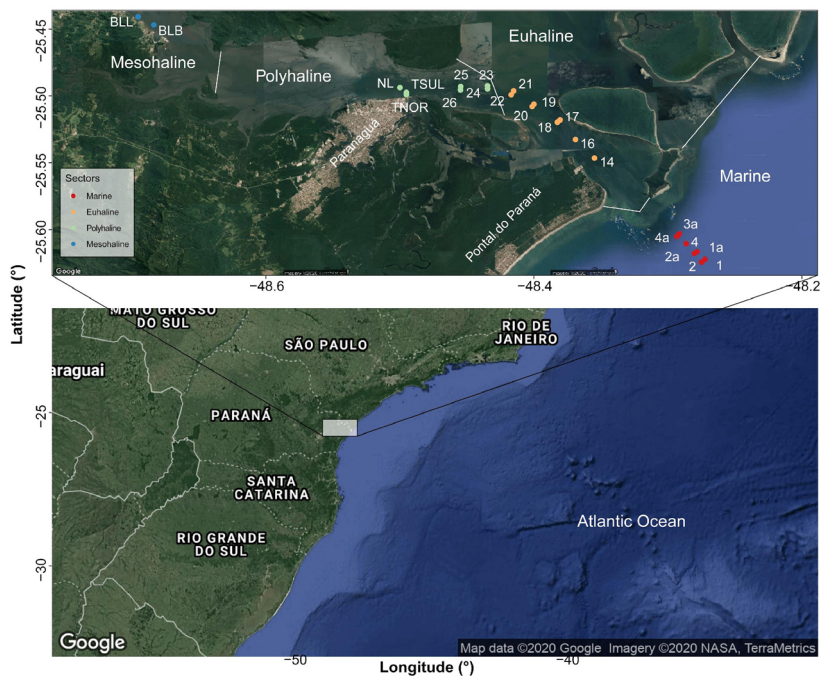 −25.45
−25.50
−25.55
−25.60
Latitude (°)
BLL
BLB
Mesohaline
Polyhaline
Euhaline
NL
TSUL
TNOR
25
23
26
24
22
21
20
19
18
17
16
14
Paranaguá
Pontal do Paraná
Marine
3a
4a
4
1a
2a
2
1
Sectors
Marine
Euhaline
Polyhaline
Mesohaline
Google
−48.6
−48.4
−48.2
MATO GROSSO
DO SUL
SÃO PAULO
RIO DE
JANEIRO
araguai
PARANÁ
SANTA
CATARINA
RIO GRANDE
DO SUL
Atlantic Ocean
−25
−30
Google
Map data ©2020 Google Imagery ©2020 NASA, TerraMetrics
−50
−40
Longitude (°)